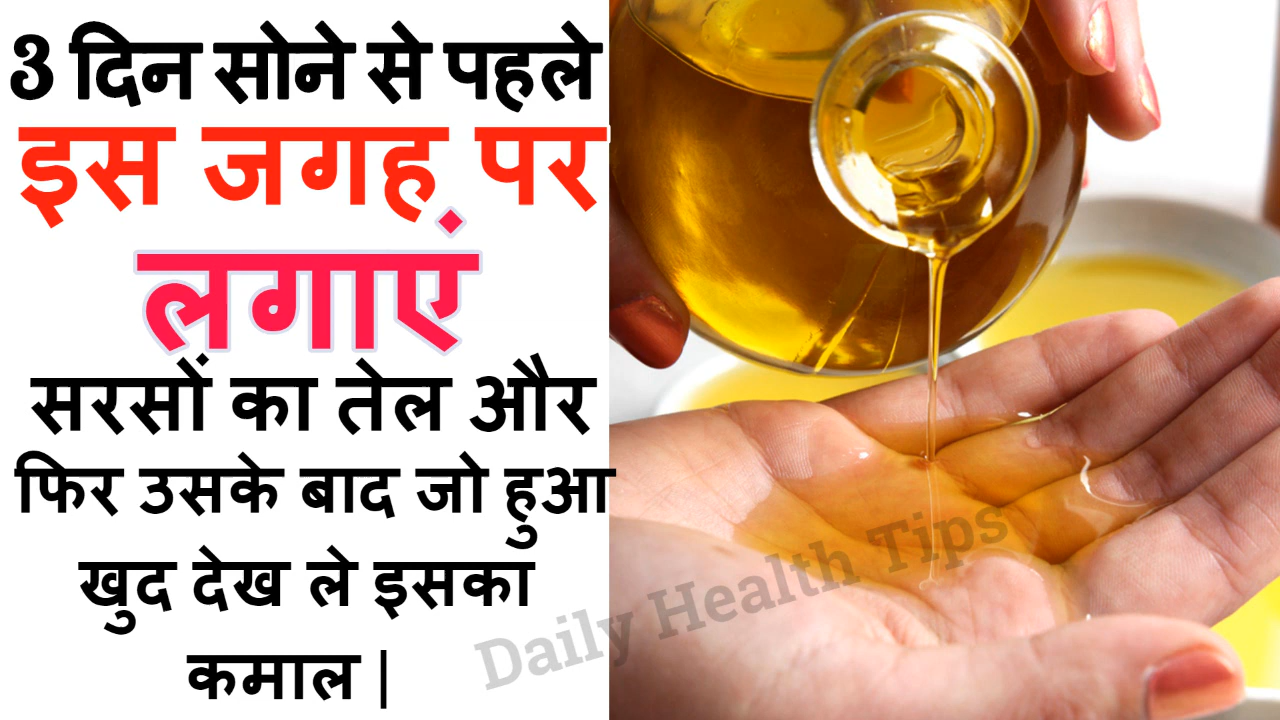 3 दिन सोने से पहले
इस जगह पर
लगाएं
सरसों का तेल और
फिर उसके बाद जो हुआ
खुद देख ले इसका
कमाल |
Daily Health Tips